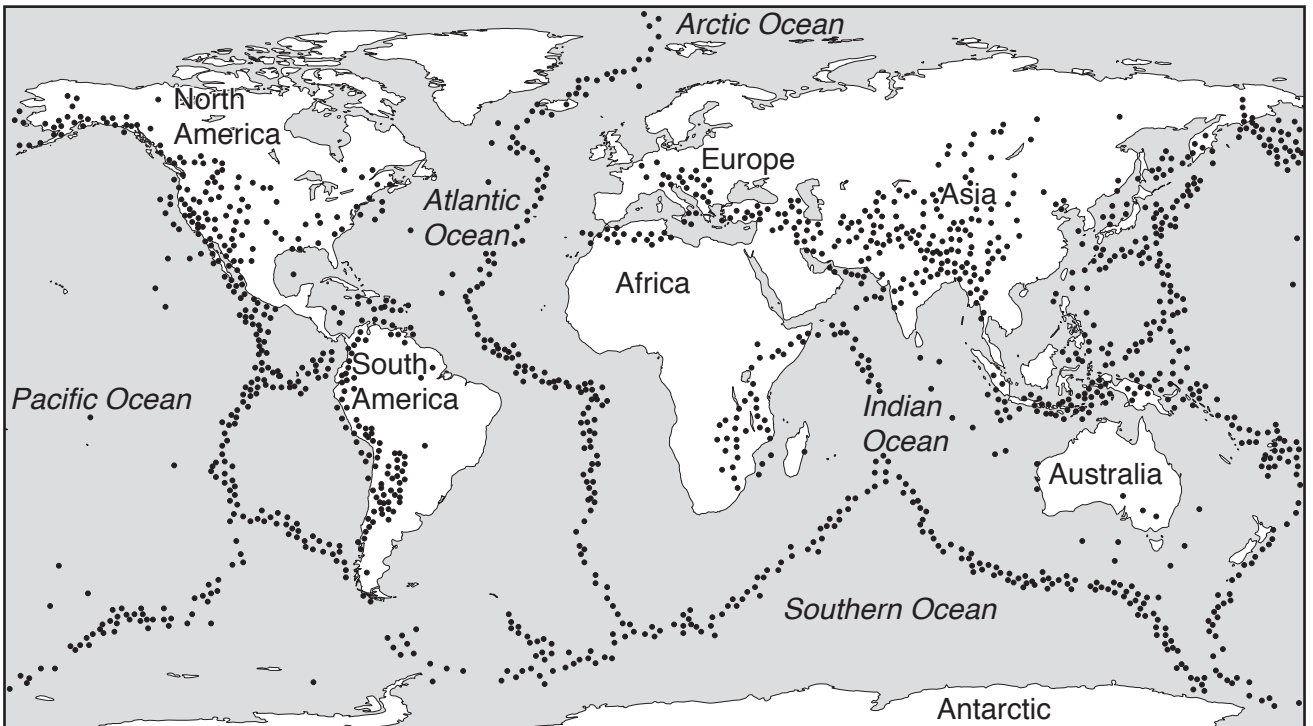 Arctic Ocean
North
America
Europe
Asia
Atlantic
Ocean
Africa
South
America
Pacific Ocean
Indian
Ocean
Australia
Southern Ocean
Antarctic